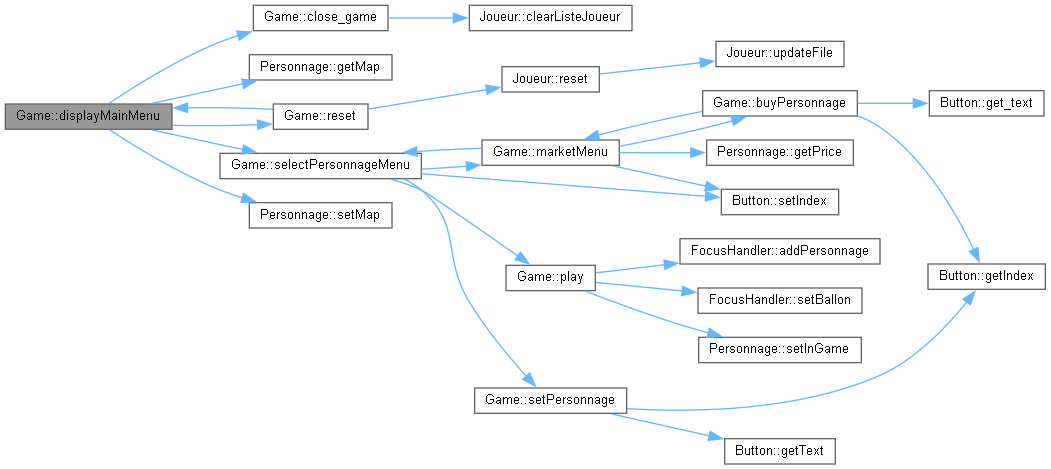 Game::displayMainMenu
Game::close_game
Joueur::clearListeJoueur
Personnage::getMap
Game::reset
Joueur::reset
Joueur::updateFile
Game::selectPersonnageMenu
Game::marketMenu
Game::buyPersonnage
Button::get_text
Personnage::getPrice
Button::setIndex
Personnage::setMap
Game::play
FocusHandler::addPersonnage
FocusHandler::setBallon
Personnage::setInGame
Button::getIndex
Game::setPersonnage
Button::getText